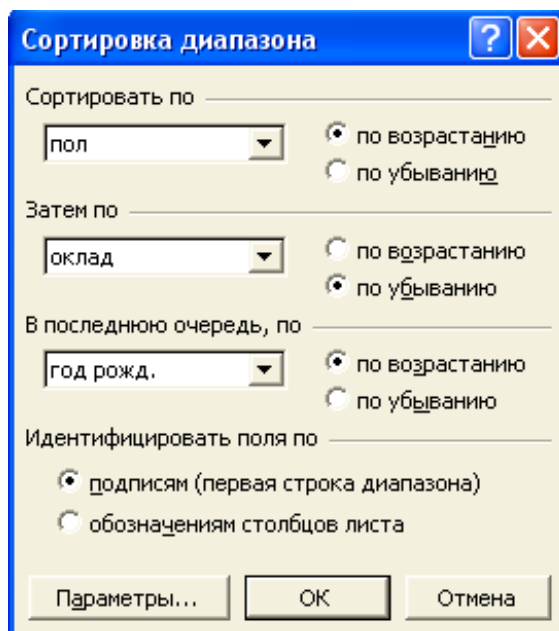 Сортировка диапазона ?
Сортировать по
пол
по возрастанию
по убыванию
Затем по
оклад
по возрастанию
по убыванию
В последнюю очередь, по
год рожд.
по возрастанию
по убыванию
Идентифицировать поля по
подписям (первая строка диапазона)
обозначениям столбцов листа
Параметры... ОК Отмена